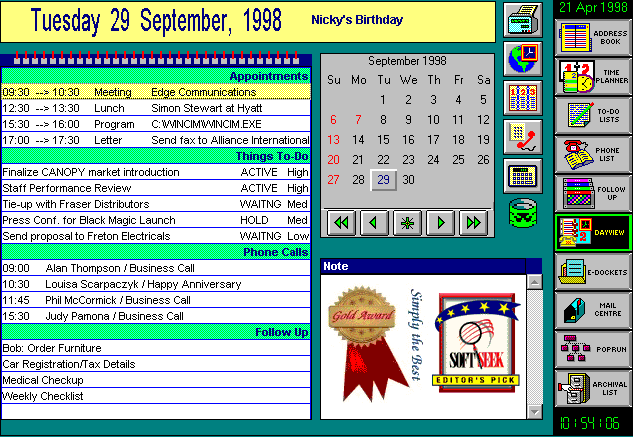 Tuesday 29 September, 1998
Nicky's Birthday
21 Apr 1998
Appointments
09:30 --> 10:30 Meeting Edge Communications
12:30 --> 13:30 Lunch Simon Stewart at Hyatt
15:30 --> 16:00 Program C:\WINCIM\WINCIM.EXE
17:00 --> 17:30 Letter Send fax to Alliance International
Things To-Do
Finalize CANOPY market introduction ACTIVE High
Staff Performance Review ACTIVE High
Tie-up with Fraser Distributors WAITNG Med
Press Conf. for Black Magic Launch HOLD Med
Send proposal to Freton Electricals WAITNG Low
Phone Calls
09:00 Alan Thompson / Business Call
10:30 Louisa Scarpaczyk / Happy Anniversary
11:45 Phil McCormick / Business Call
15:30 Judy Pamona / Business Call
Follow Up
Bob: Order Furniture
Car Registration/Tax Details
Medical Checkup
Weekly Checklist
September 1998
Su Mo Tu We Th Fr Sa
1 2 3 4 5
6 7 8 9 10 11 12
13 14 15 16 17 18 19
20 21 22 23 24 25 26
27 28 29 30
Note
Gold Award
Simply the Best
SOFTSEEK
EDITOR'S PICK
ADDRESS BOOK
TIME PLANNER
TO-DO LISTS
PHONE LIST
FOLLOW UP
DAYVIEW
E-DOCKETS
MAIL CENTRE
POPRUN
ARCHIVAL LIST
10:54:06